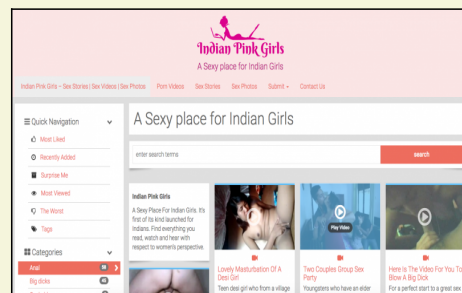 Indian Pink Girls
A Sexy place for Indian Girls
Indian Pink Girls – Sex Stories | Sex Videos | Sex Photos
Porn Videos
Sex Stories
Sex Photos
Submit
Contact Us
Quick Navigation
Most Liked
Recently Added
Surprise Me
Most Viewed
The Worst
Tags
Categories
Anal
Big dicks
A Sexy place for Indian Girls
enter search terms
search
Indian Pink Girls
A Sexy Place For Indian Girls. It's
first of its kind launched for
Indians. Find everything you
read, watch and hear with
respect to women's perspective.
Lovely Masturbation Of A
Desi Girl
Teen desi girl who from a village
Play Video
Two Couples Group Sex
Party
Youngsters who have an elder
Here Is The Video For You To
Blow A Big Dick
For a perfect start to a great sex